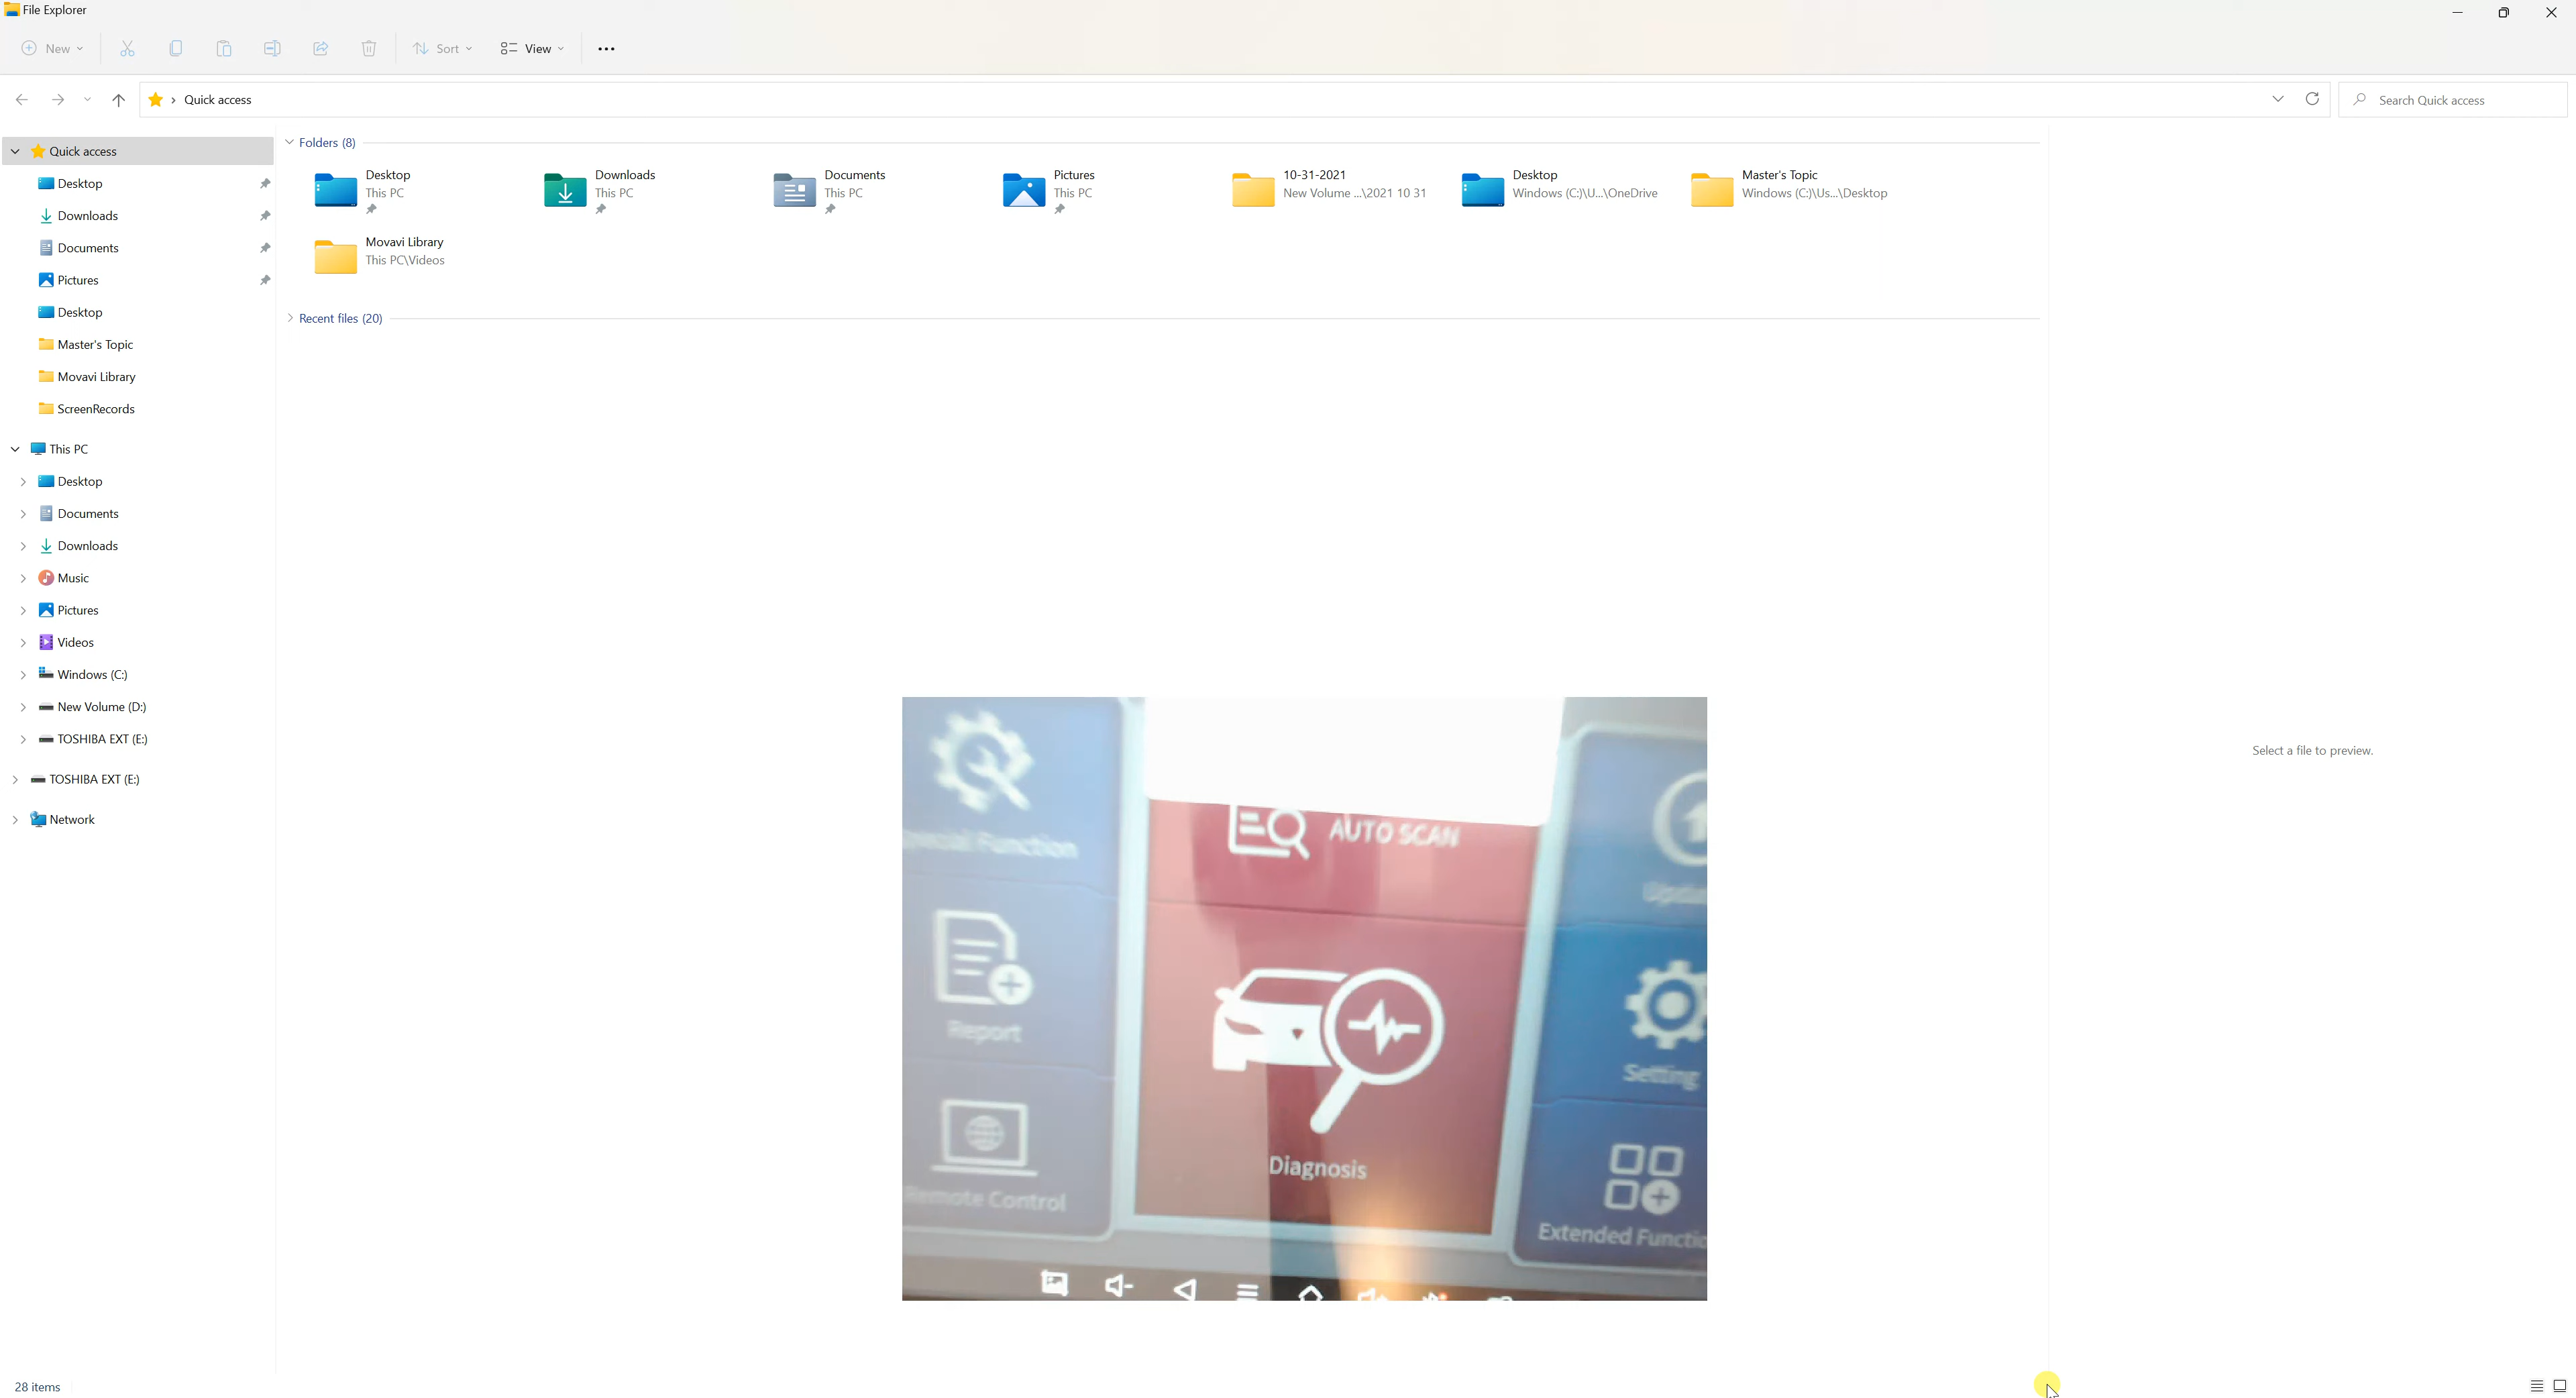 File Explorer
New
Sort
View
Quick access
Search Quick access
Quick access
Desktop
Downloads
Documents
Pictures
Desktop
Master's Topic
Movavi Library
ScreenRecords
This PC
Desktop
Documents
Downloads
Music
Pictures
Videos
Windows (C:)
New Volume (D:)
TOSHIBA EXT (E:)
TOSHIBA EXT (E:)
Network
Folders (8)
Desktop
This PC
Downloads
This PC
Documents
This PC
Pictures
This PC
10-31-2021
New Volume ...\2021 10 31
Desktop
Windows (C:)\U...\OneDrive
Master's Topic
Windows (C:)\Us...\Desktop
Movavi Library
This PC\Videos
Recent files (20)
AUTO SCAN
Function
Report
Control
Diagnosis
Setting
Extended
Select a file to preview.
28 items